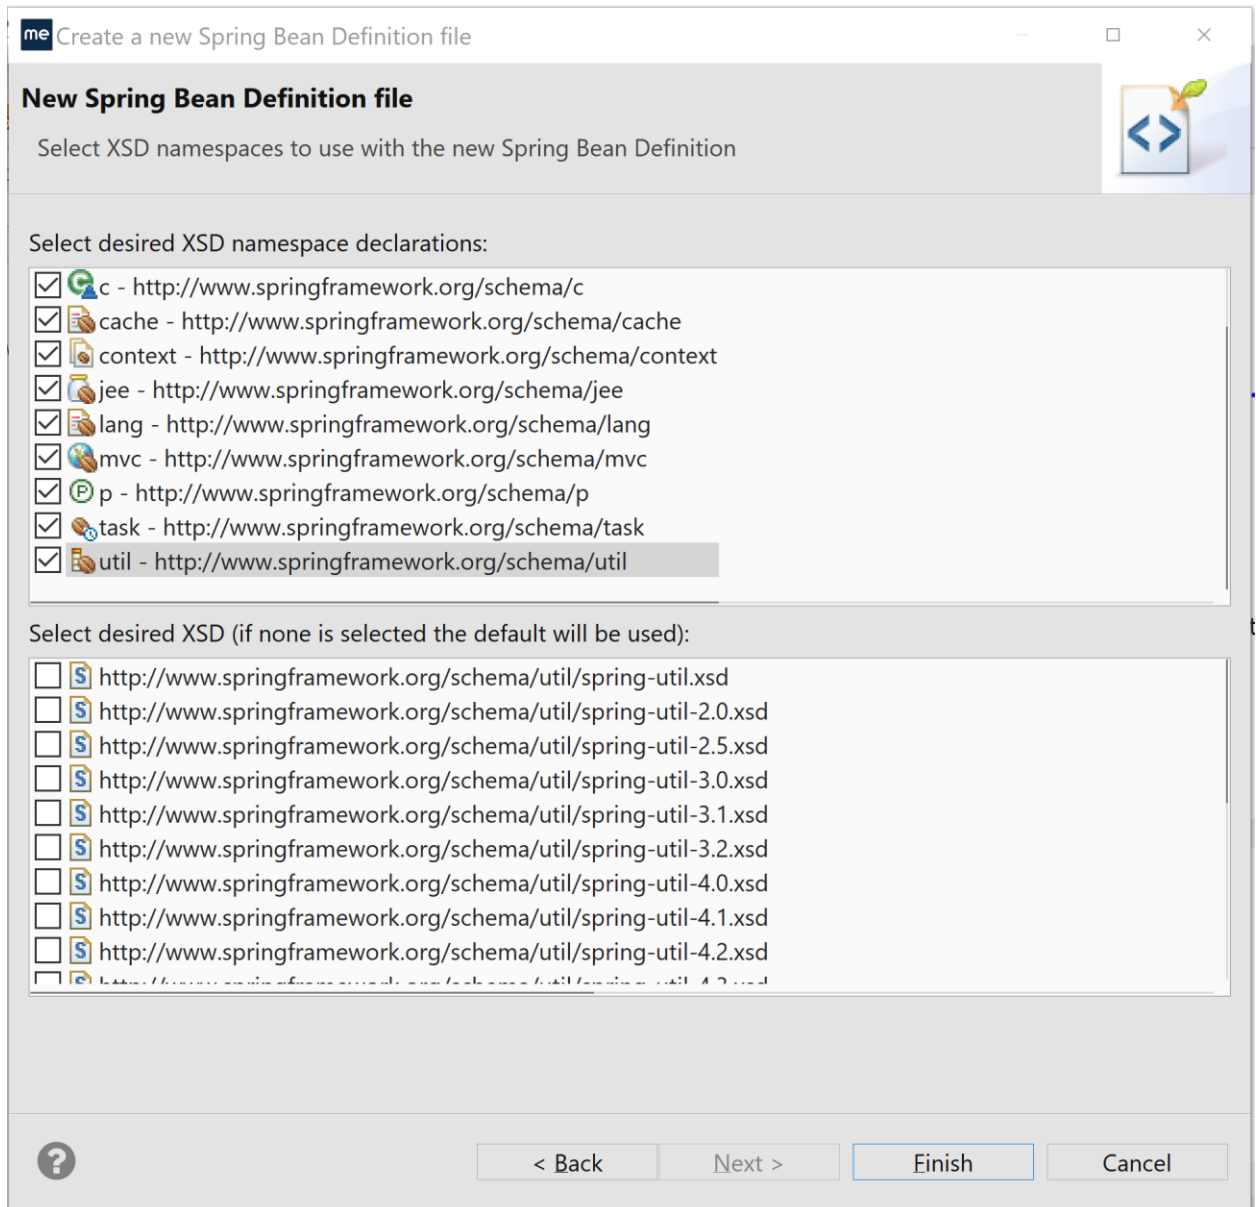 me Create a new Spring Bean Definition file
New Spring Bean Definition file
Select XSD namespaces to use with the new Spring Bean Definition
Select desired XSD namespace declarations:
c - http://www.springframework.org/schema/c
cache - http://www.springframework.org/schema/cache
context - http://www.springframework.org/schema/context
jee - http://www.springframework.org/schema/jee
lang - http://www.springframework.org/schema/lang
mvc - http://www.springframework.org/schema/mvc
p - http://www.springframework.org/schema/p
task - http://www.springframework.org/schema/task
util - http://www.springframework.org/schema/util
Select desired XSD (if none is selected the default will be used):
http://www.springframework.org/schema/util/spring-util.xsd
http://www.springframework.org/schema/util/spring-util-2.0.xsd
http://www.springframework.org/schema/util/spring-util-2.5.xsd
http://www.springframework.org/schema/util/spring-util-3.0.xsd
http://www.springframework.org/schema/util/spring-util-3.1.xsd
http://www.springframework.org/schema/util/spring-util-3.2.xsd
http://www.springframework.org/schema/util/spring-util-4.0.xsd
http://www.springframework.org/schema/util/spring-util-4.1.xsd
http://www.springframework.org/schema/util/spring-util-4.2.xsd
< Back
Next >
Finish
Cancel